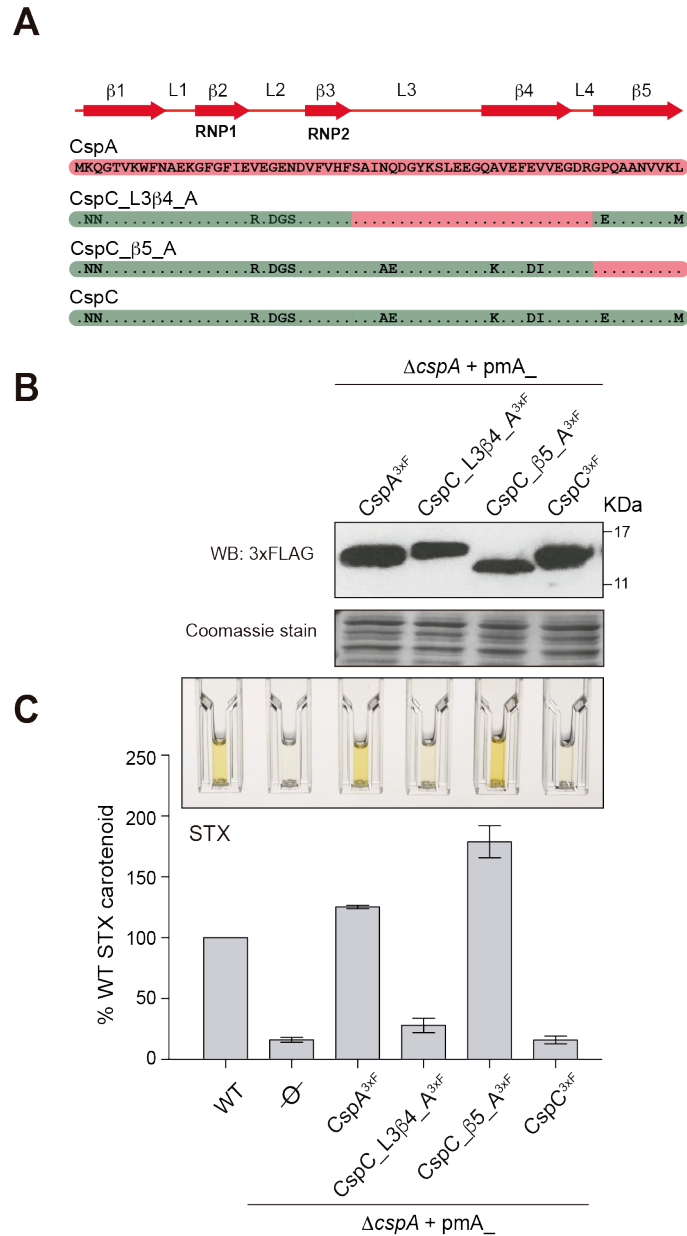 A
β1 L1 β2 L2 β3 L3 β4 L4 β5
RNP1 RNP2
CspA
MKQGTVKWFNAEKGFGFIEVEGENDVFVHFSAINQDGYKSLEEGQAVEFEVVEGDRGPQAANVVKL
CspC_L3β4_A
.NN................R.DGS.................................E.......M
CspC_β5_A
.NN................R.DGS.........AE..........K...DI...............
CspC
.NN................R.DGS.........AE..........K...DI......E.......M
B
ΔcspA + pmA_
CspA3xF
CspC_L3β4_A3xF
CspC_β5_A3xF
CspC3xF
KDa
17
WB: 3xFLAG
11
Coomassie stain
C
250
200
STX
150
100
50
0
% WT STX carotenoid
WT
-O-
CspA3xF
CspC_L3β4_A3xF
CspC_β5_A3xF
CspC3xF
ΔcspA + pmA_